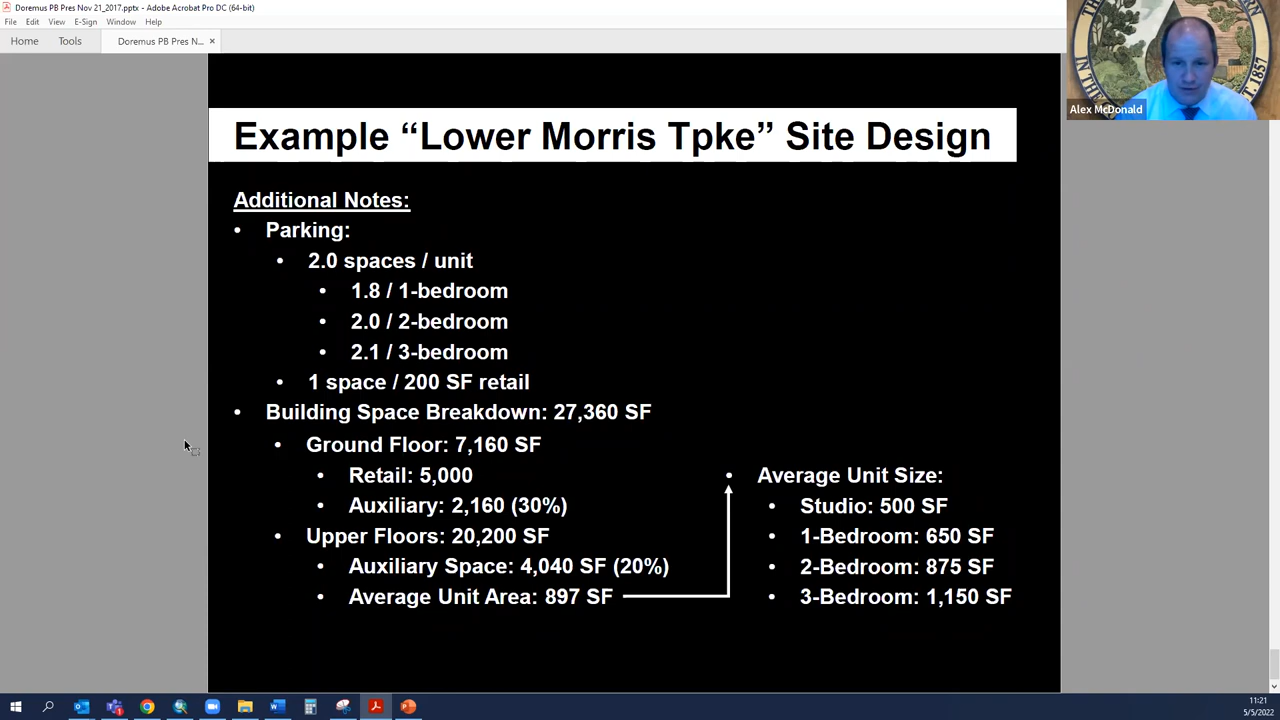 Doremus PB Pres Nov 21_2017.pptx - Adobe Acrobat Pro DC (64-bit)
File Edit View E-Sign Window Help
Home Tools Doremus PB Pres N... ×
Example “Lower Morris Tpke” Site Design
Additional Notes:
• Parking:
• 2.0 spaces / unit
• 1.8 / 1-bedroom
• 2.0 / 2-bedroom
• 2.1 / 3-bedroom
• 1 space / 200 SF retail
• Building Space Breakdown: 27,360 SF
• Ground Floor: 7,160 SF
• Retail: 5,000
• Auxiliary: 2,160 (30%)
• Upper Floors: 20,200 SF
• Auxiliary Space: 4,040 SF (20%)
• Average Unit Area: 897 SF
• Average Unit Size:
• Studio: 500 SF
• 1-Bedroom: 650 SF
• 2-Bedroom: 875 SF
• 3-Bedroom: 1,150 SF
Alex McDonald
IN THE
1857
11:21
5/5/2022